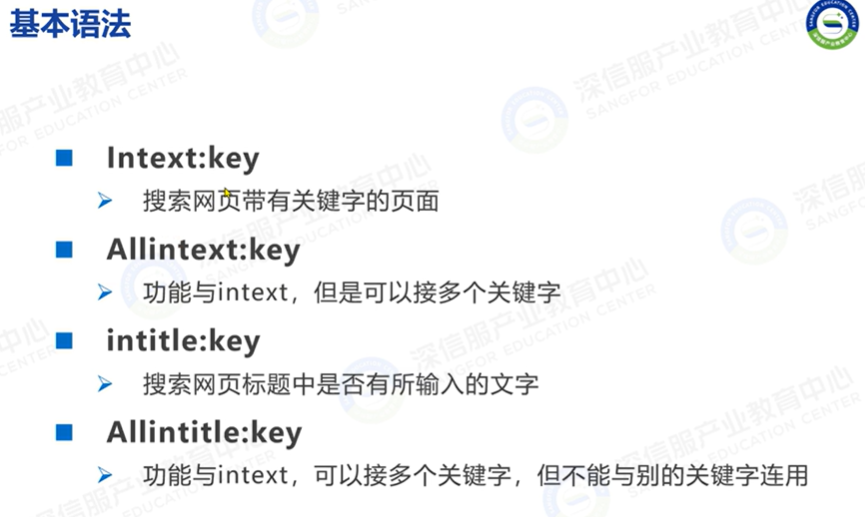 基本语法
Intext:key
搜索网页带有关键字的页面
Allintext:key
功能与intext，但是可以接多个关键字
intitle:key
搜索网页标题中是否有所输入的文字
Allintitle:key
功能与intext，可以接多个关键字，但不能与别的关键字连用
深信服产业教育中心
SANGFOR EDUCATION CENTER